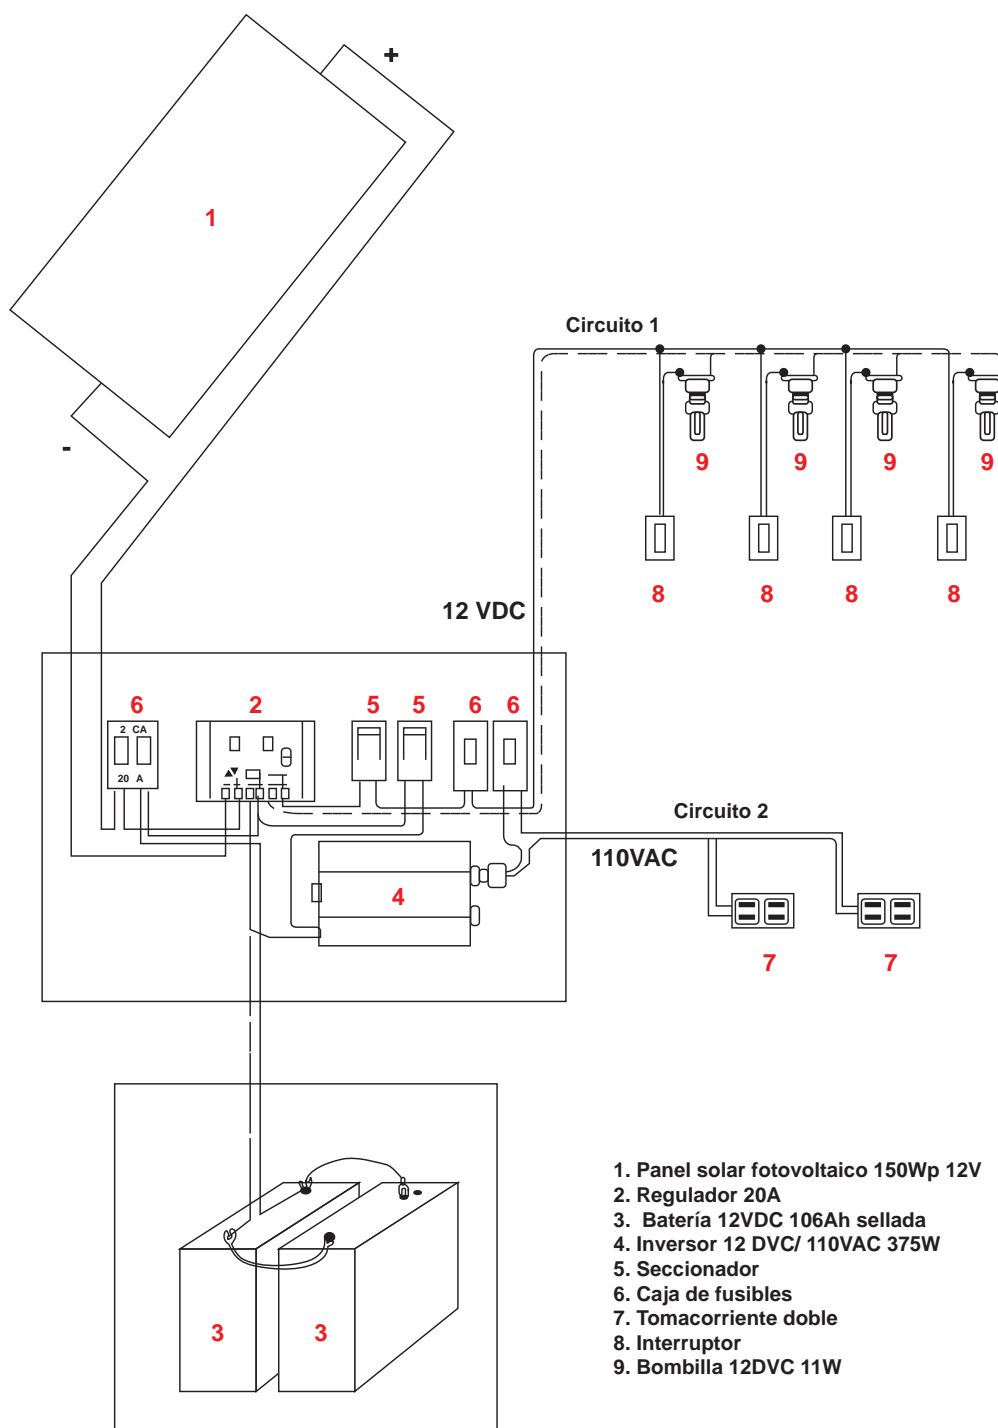 +
1
Circuito 1
-
9 9 9 9
8 8 8 8
12 VDC
6 2 5 5 6 6
2 CA
20 A
Circuito 2
110VAC
4
7 7
3 3
1. Panel solar fotovoltaico 150Wp 12V
2. Regulador 20A
3. Batería 12VDC 106Ah sellada
4. Inversor 12 DVC/ 110VAC 375W
5. Seccionador
6. Caja de fusibles
7. Tomacorriente doble
8. Interruptor
9. Bombilla 12DVC 11W